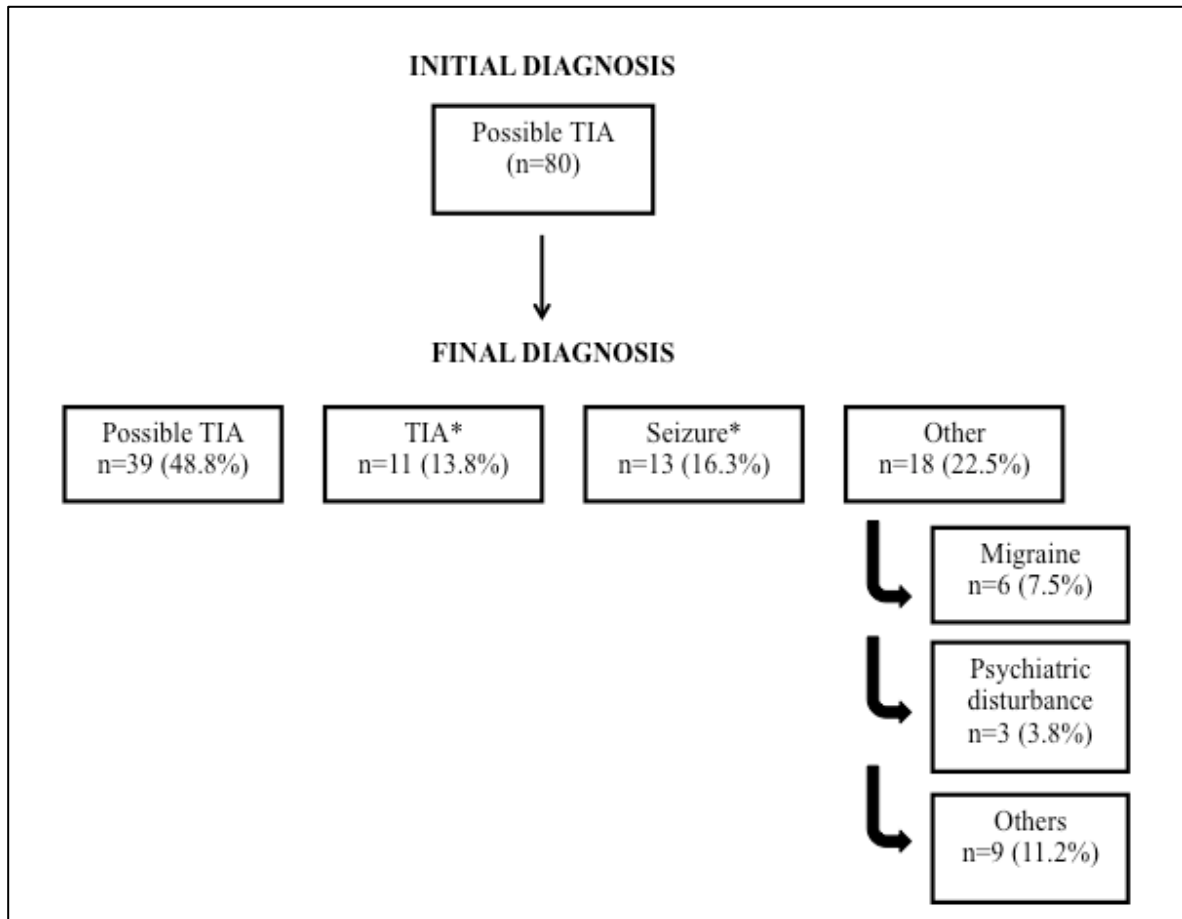 INITIAL DIAGNOSIS
Possible TIA
(n=80)
FINAL DIAGNOSIS
Possible TIA
n=39 (48.8%)
TIA*
n=11 (13.8%)
Seizure*
n=13 (16.3%)
Other
n=18 (22.5%)
Migraine
n=6 (7.5%)
Psychiatric
disturbance
n=3 (3.8%)
Others
n=9 (11.2%)